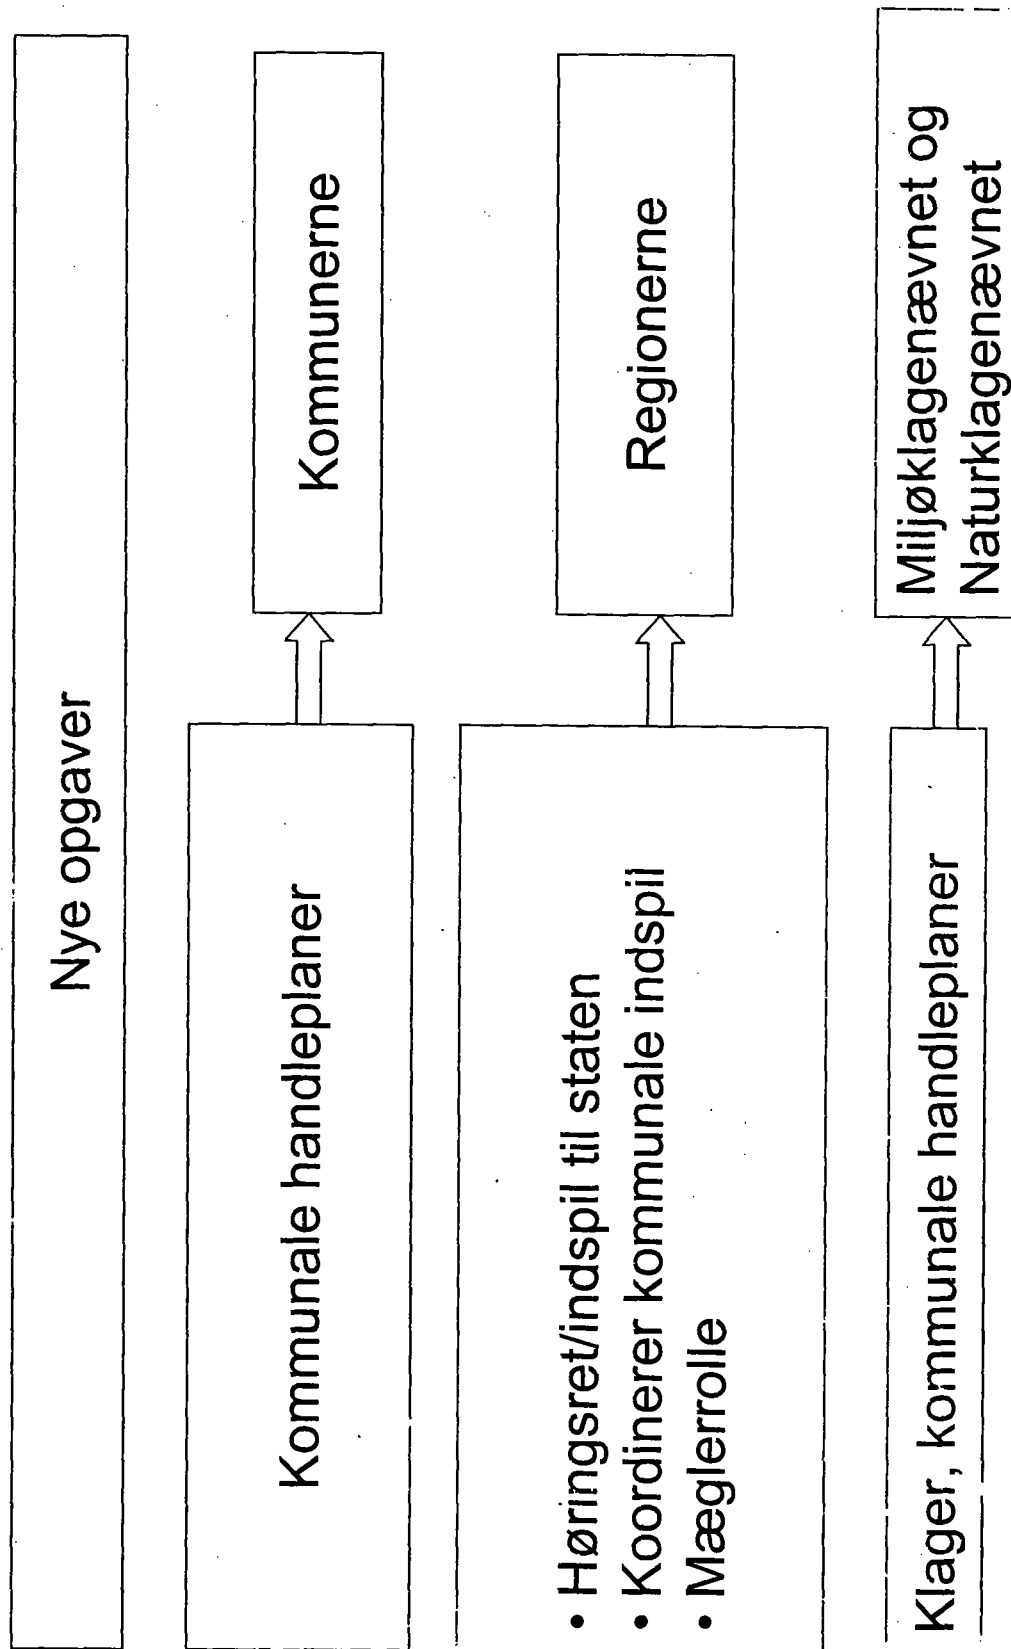 Nye opgaver
Kommunale handleplaner
Kommunerne
• Høringsret/indspil til staten
• Koordinerer kommunale indspil
• Mæglerrolle
Regionerne
Klager, kommunale handleplaner
Miljøklagenævnet og
Naturklagenævnet